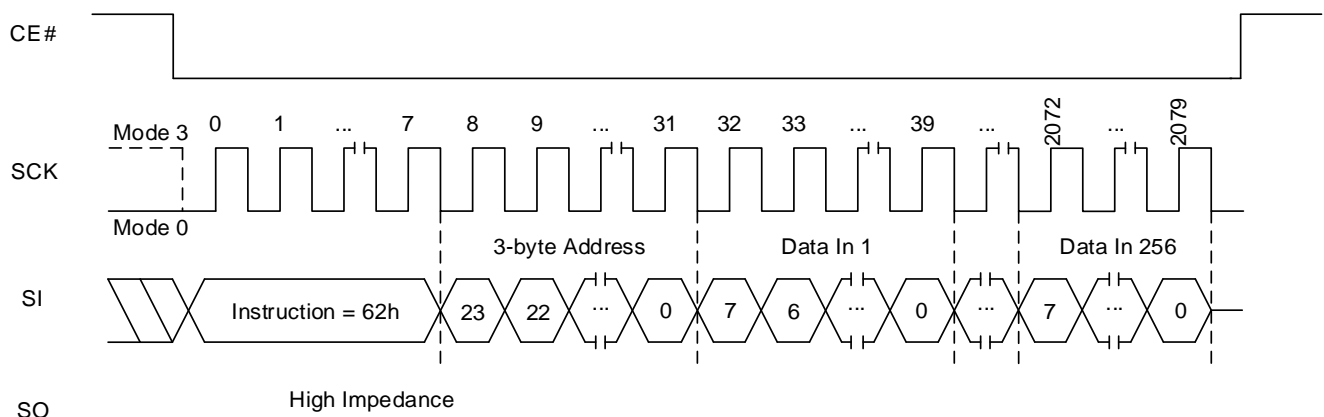 CE#
Mode 3 0 1 ... 7 8 9 ... 31 32 33 ... 39 ... 2072 ... 2079
SCK
Mode 0
3-byte Address Data In 1 Data In 256
SI Instruction = 62h 23 22 ... 0 7 6 ... 0 ... 7 ... 0
High Impedance
SO